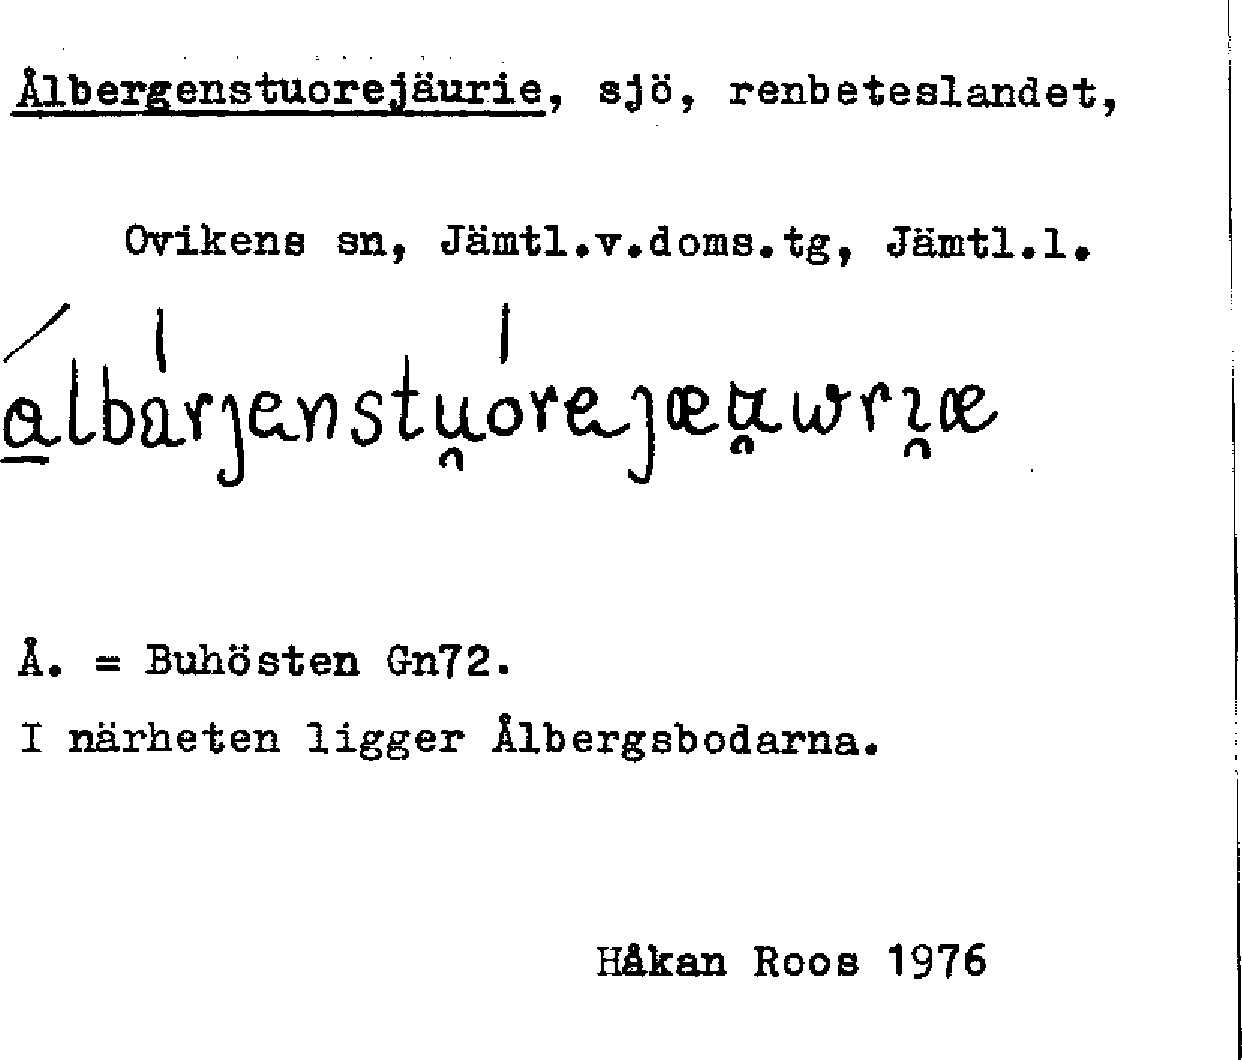 Ålbergenstuorejäurie, sjö, renbeteslandet,
Ovikens sn, Jämtl.v.doms.tg, Jämtl.l.
Å. = Buhösten Gn72.
I närheten ligger Ålbergsbodarna.
Håkan Roos 1976